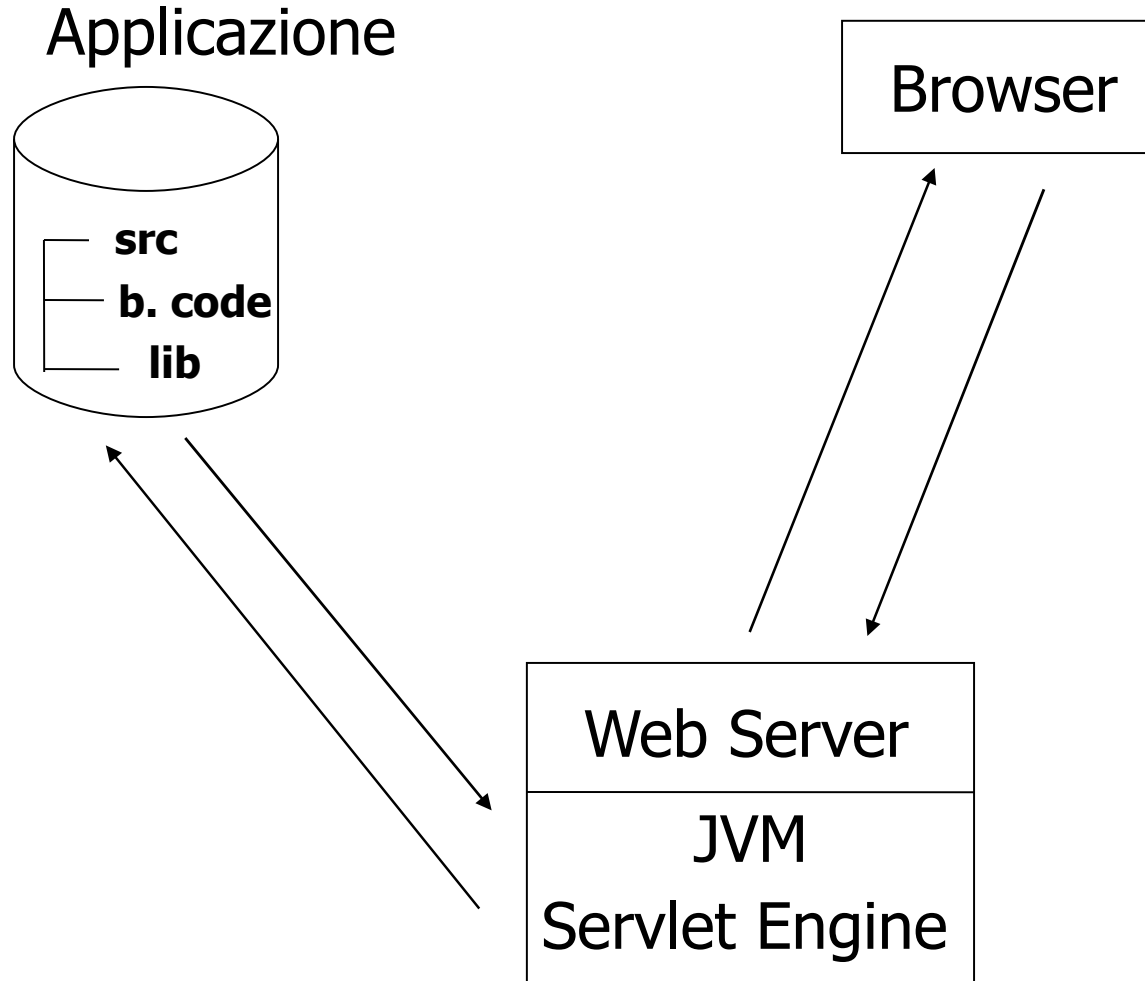 Applicazione
Browser
src
b. code
lib
Web Server
JVM
Servlet Engine